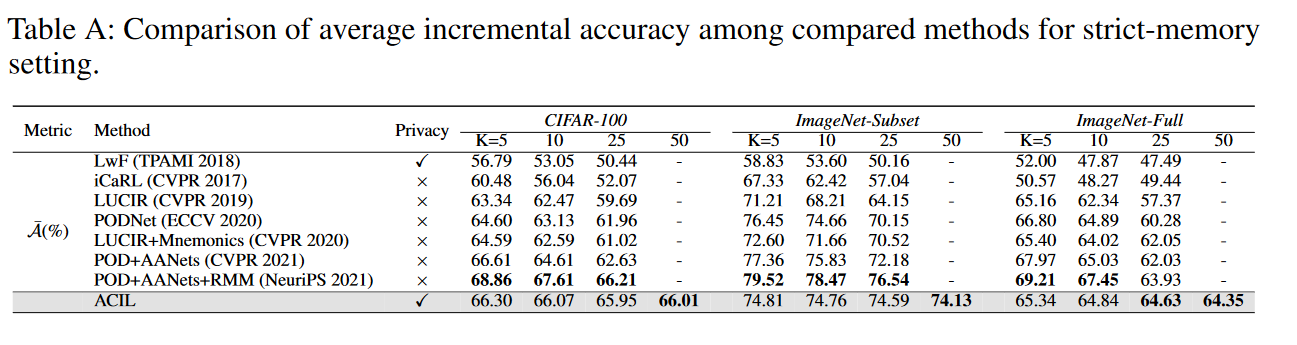 Table A: Comparison of average incremental accuracy among compared methods for strict-memory
setting.
Metric Method Privacy CIFAR-100 ImageNet-Subset ImageNet-Full
K=5 10 25 50 K=5 10 25 50 K=5 10 25 50
LwF (TPAMI 2018) ✓ 56.79 53.05 50.44 - 58.83 53.60 50.16 - 52.00 47.87 47.49 -
iCaRL (CVPR 2017) × 60.48 56.04 52.07 - 67.33 62.42 57.04 - 50.57 48.27 49.44 -
LUCIR (CVPR 2019) × 63.34 62.47 59.69 - 71.21 68.21 64.15 - 65.16 62.34 57.37 -
PODNet (ECCV 2020) × 64.60 63.13 61.96 - 76.45 74.66 70.15 - 66.80 64.89 60.28 -
Ā(%) LUCIR+Mnemonics (CVPR 2020) × 64.59 62.59 61.02 - 72.60 71.66 70.52 - 65.40 64.02 62.05 -
POD+AANets (CVPR 2021) × 66.61 64.61 62.63 - 77.36 75.83 72.18 - 67.97 65.03 62.03 -
POD+AANets+RMM (NeuriPS 2021) × 68.86 67.61 66.21 - 79.52 78.47 76.54 - 69.21 67.45 63.93 -
ACIL ✓ 66.30 66.07 65.95 66.01 74.81 74.76 74.59 74.13 65.34 64.84 64.63 64.35